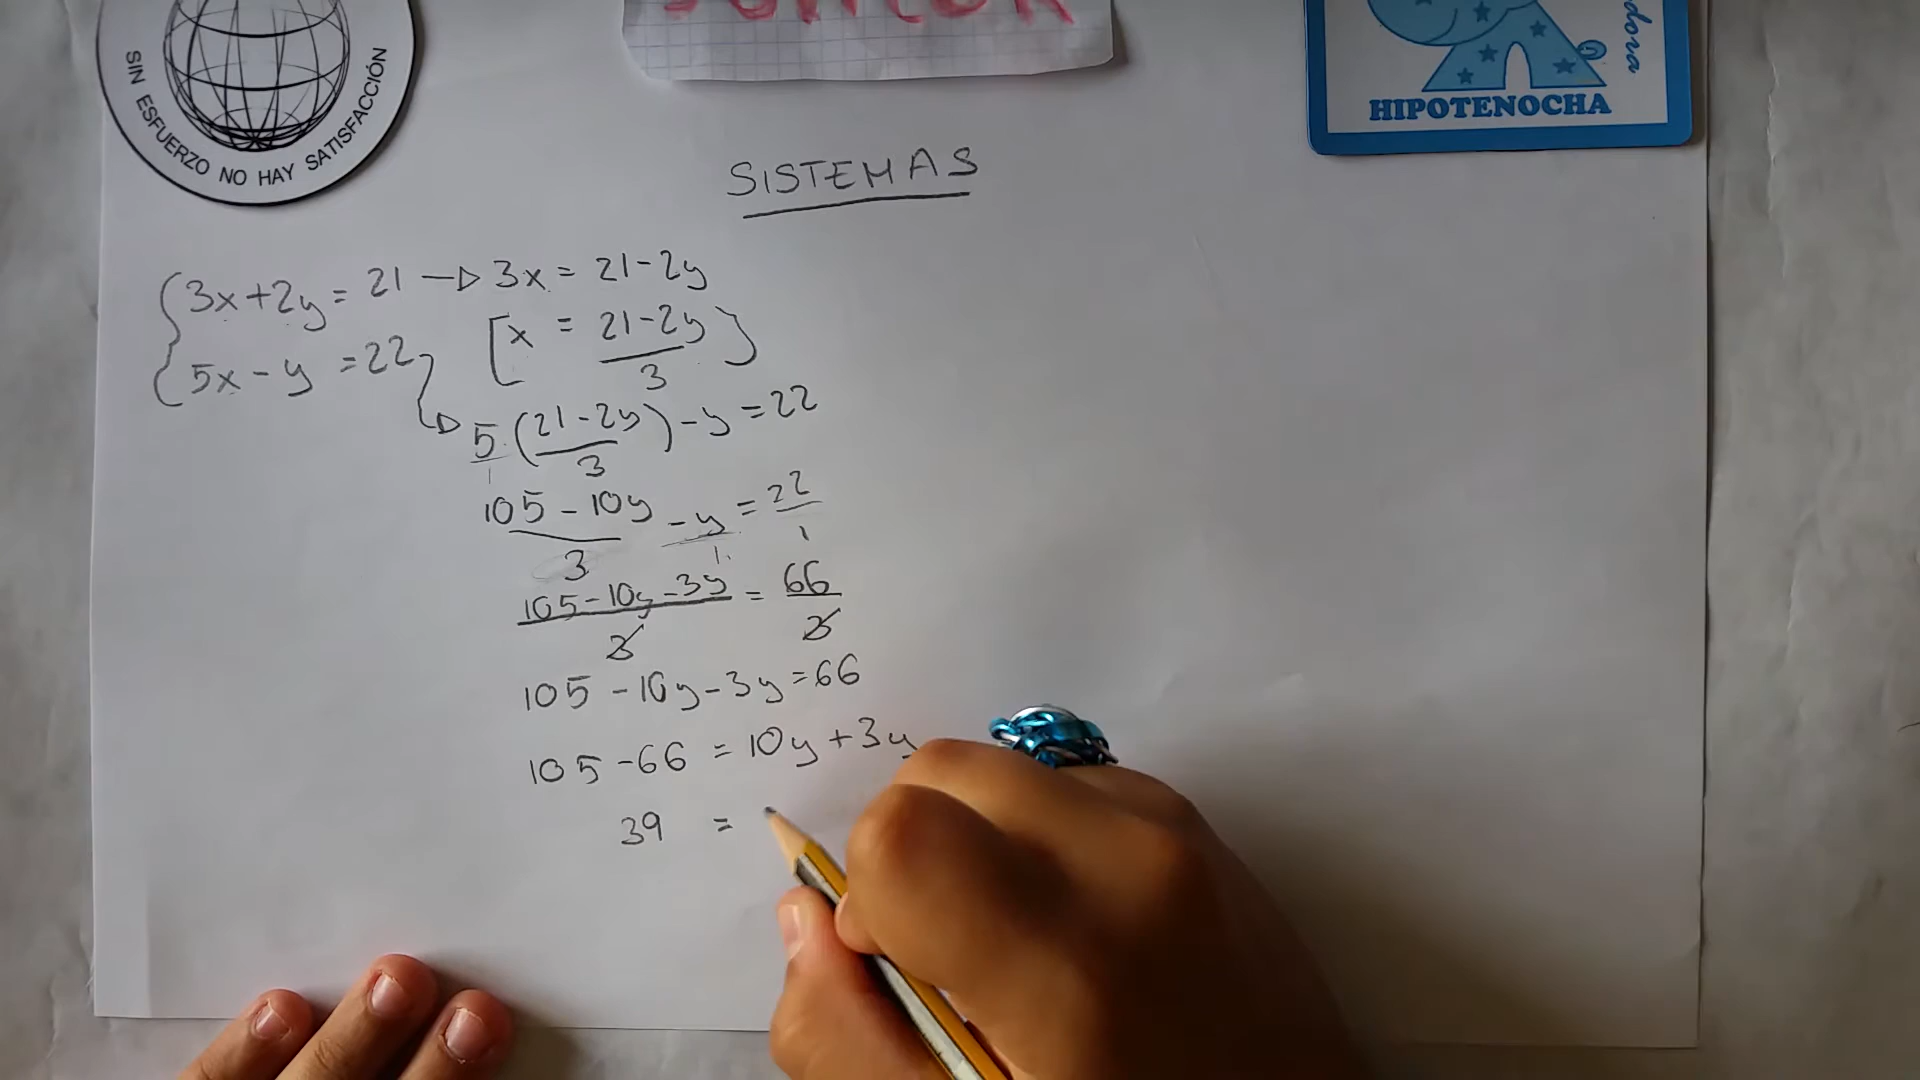 SIN ESFUERZO NO HAY SATISFACCIÓN
dora
HIPOTENOCHA
SISTEMAS
3x+2y=21 → 3x = 21-2y
5x-y=22
[x = (21-2y)/3]
5/1 ((21-2y)/3) -y = 22
(105-10y)/3 - y/1 = 22/1
(105-10y-3y)/3 = 66/3
105-10y-3y=66
105-66=10y+3y
39 =